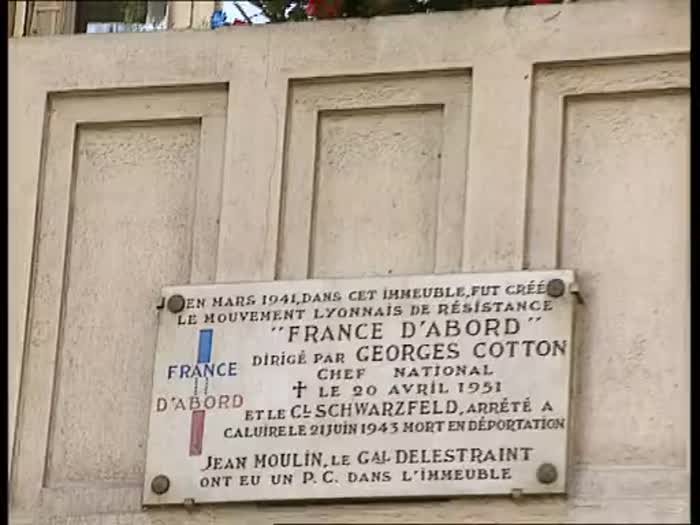 EN MARS 1941, DANS CET IMMEUBLE, FUT CRÉÉ
LE MOUVEMENT LYONNAIS DE RÉSISTANCE
"FRANCE D'ABORD"
DIRIGÉ PAR GEORGES COTTON
CHEF NATIONAL
† LE 20 AVRIL 1951
ET LE CL SCHWARZFELD, ARRÊTÉ A
CALUIRE LE 21 JUIN 1943 MORT EN DÉPORTATION
FRANCE
D'ABORD
JEAN MOULIN, LE GAL DELESTRAINT
ONT EU UN P.C. DANS L'IMMEUBLE